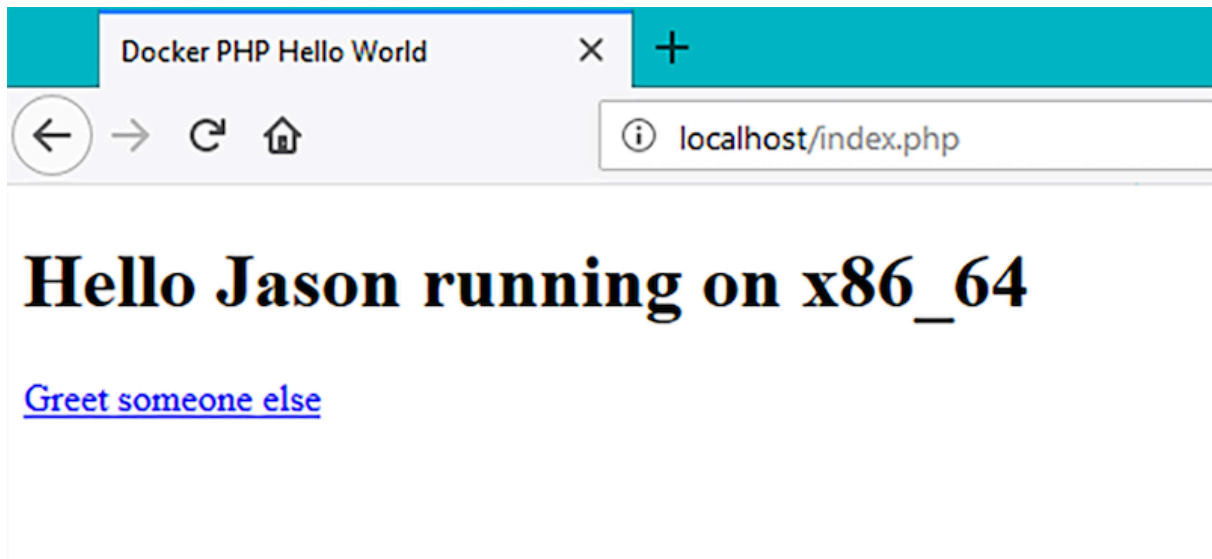 Docker PHP Hello World
localhost/index.php
Hello Jason running on x86_64
Greet someone else